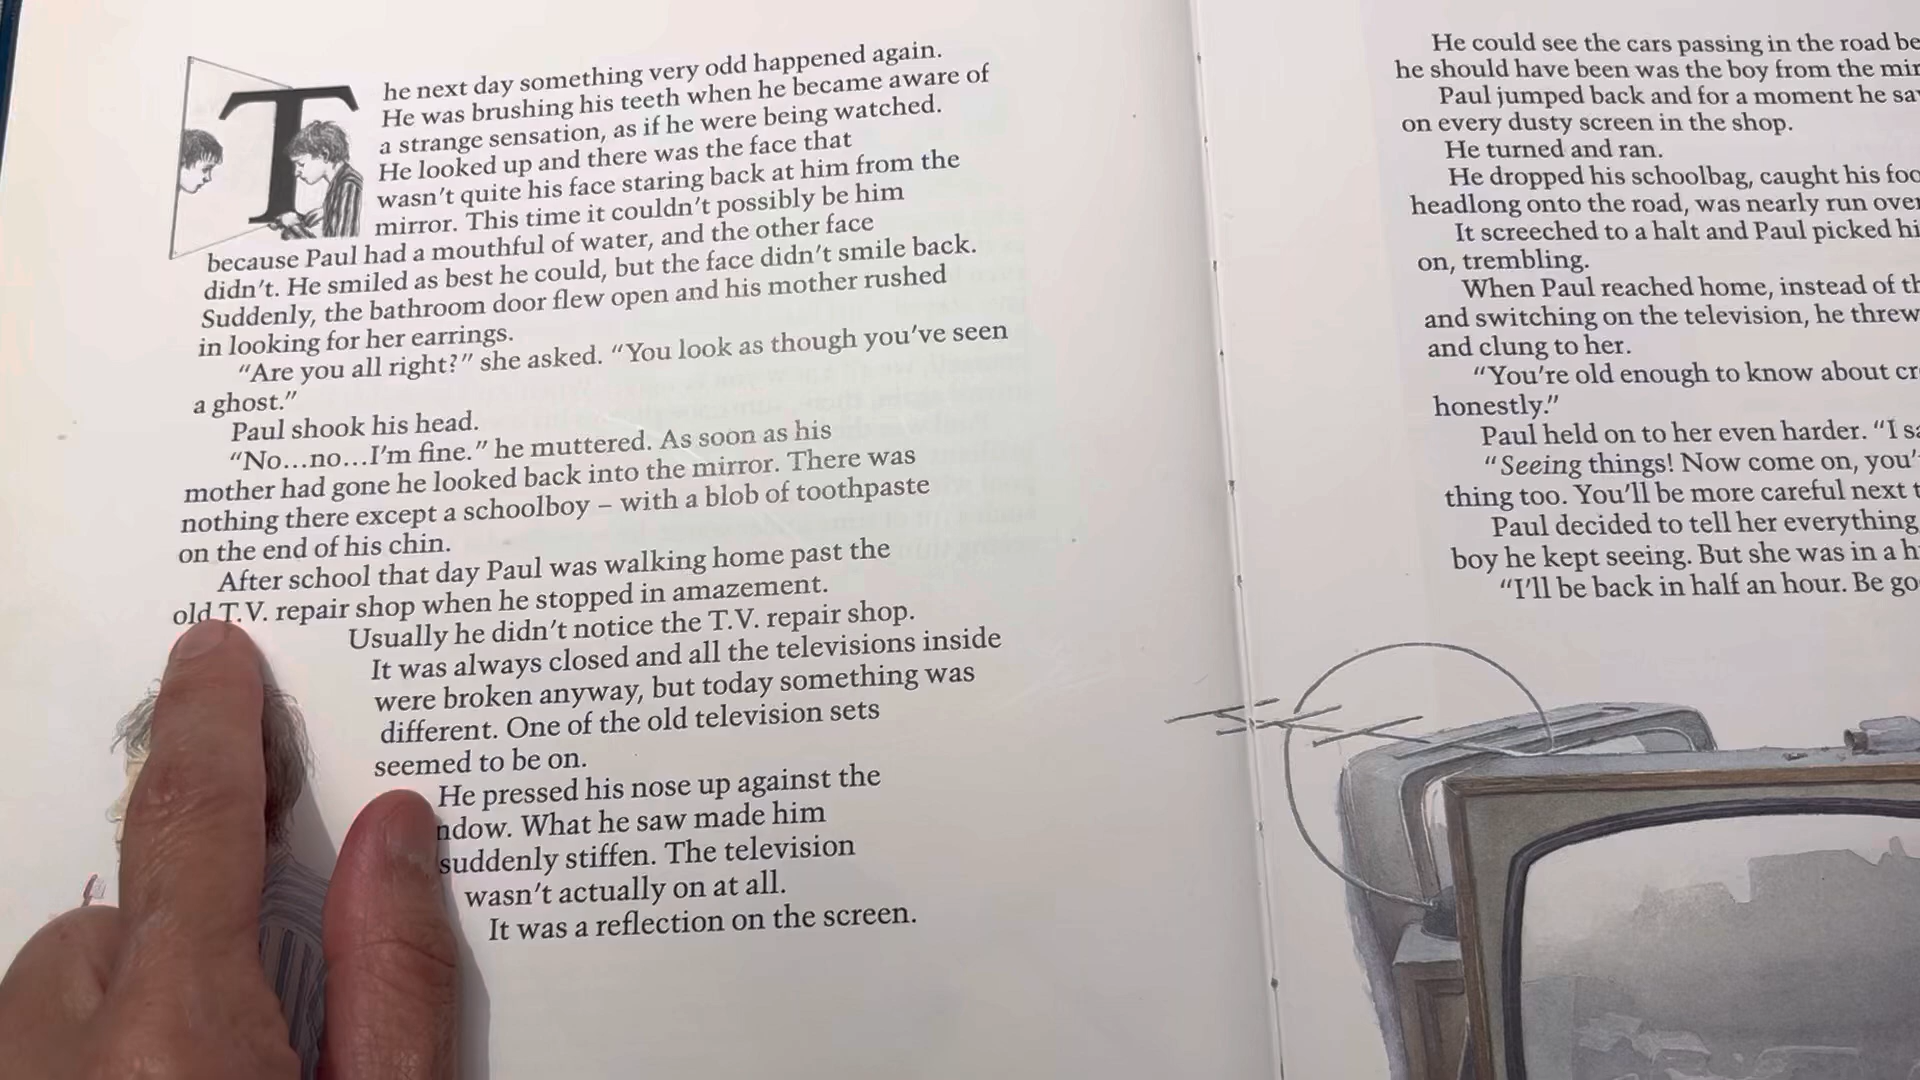 The next day something very odd happened again.
He was brushing his teeth when he became aware of
a strange sensation, as if he were being watched.
He looked up and there was the face that
wasn't quite his face staring back at him from the
mirror. This time it couldn't possibly be him
because Paul had a mouthful of water, and the other face
didn't. He smiled as best he could, but the face didn't smile back.
Suddenly, the bathroom door flew open and his mother rushed
in looking for her earrings.
“Are you all right?” she asked. “You look as though you've seen
a ghost.”
Paul shook his head.
“No...no...I'm fine.” he muttered. As soon as his
mother had gone he looked back into the mirror. There was
nothing there except a schoolboy – with a blob of toothpaste
on the end of his chin.
After school that day Paul was walking home past the
old T.V. repair shop when he stopped in amazement.
Usually he didn't notice the T.V. repair shop.
It was always closed and all the televisions inside
were broken anyway, but today something was
different. One of the old television sets
seemed to be on.
He pressed his nose up against the
ndow. What he saw made him
suddenly stiffen. The television
wasn't actually on at all.
It was a reflection on the screen.
He could see the cars passing in the road
he should have been was the boy from the
Paul jumped back and for a moment he
on every dusty screen in the shop.
He turned and ran.
He dropped his schoolbag, caught his
headlong onto the road, was nearly run
It screeched to a halt and Paul picked
on, trembling.
When Paul reached home, instead of
and switching on the television, he threw
and clung to her.
“You're old enough to know about
honestly.”
Paul held on to her even harder. “I
“Seeing things! Now come on,
thing too. You'll be more careful next
Paul decided to tell her everything,
boy he kept seeing. But she was in a
“I'll be back in half an hour. Be